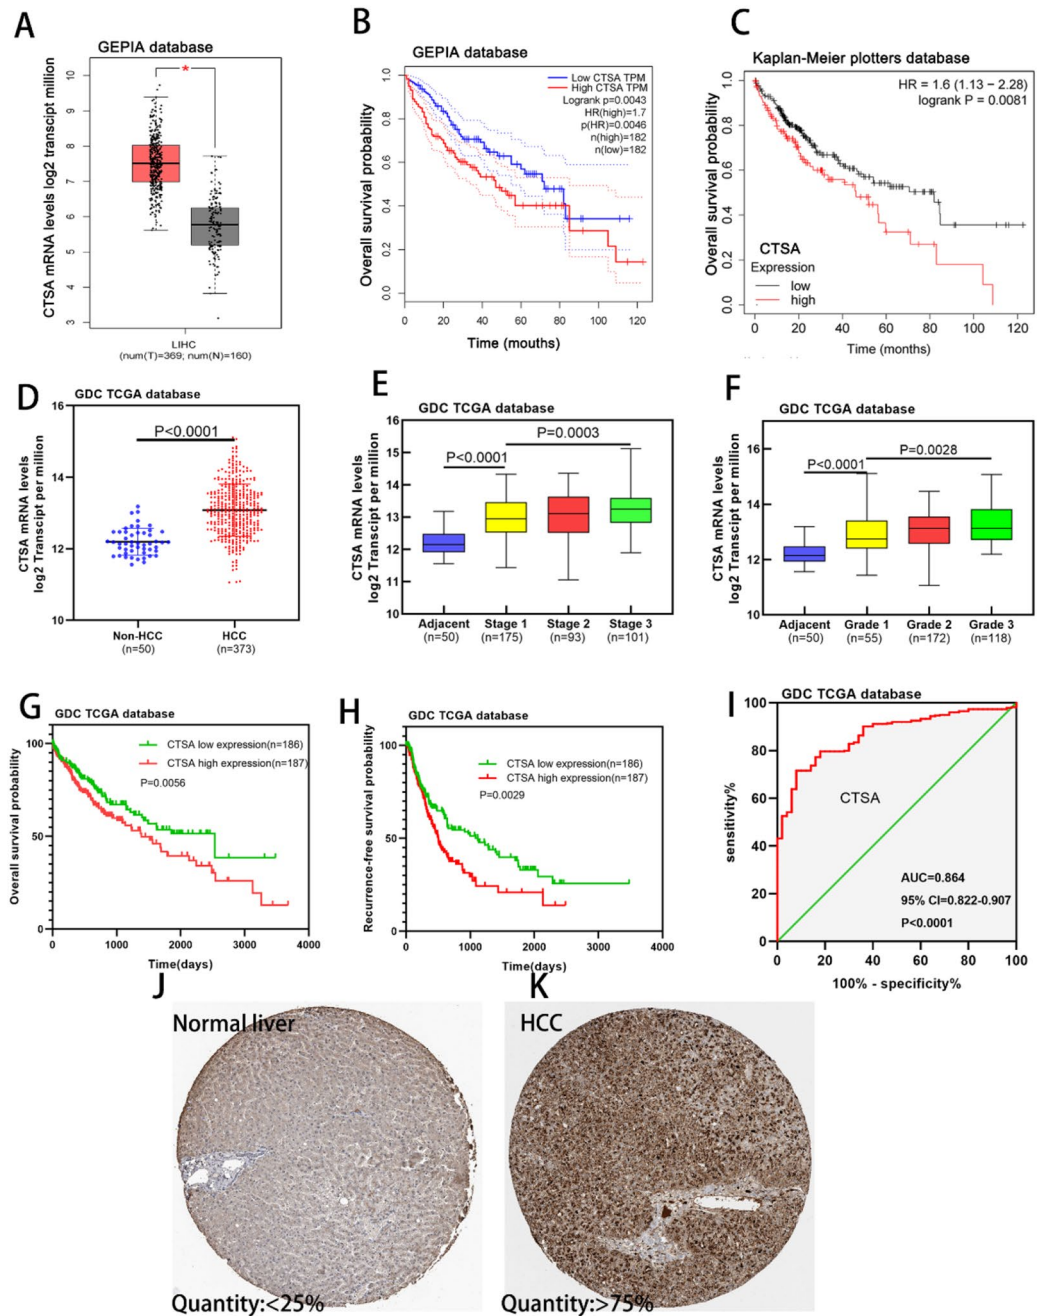 A
GEPIA database
CTSA mRNA levels log2 transcipt million
10
9
8
7
6
5
4
3
*
LIHC
(num(T)=369; num(N)=160)
B
GEPIA database
Overall survival probability
1.0
0.8
0.6
0.4
0.2
0.0
Low CTSA TPM
High CTSA TPM
Logrank p=0.0043
HR(high)=1.7
p(HR)=0.0046
n(high)=182
n(low)=182
0 20 40 60 80 100 120
Time (mouths)
C
Kaplan-Meier plotters database
Overall survival probability
1.0
0.8
0.6
0.4
0.2
0.0
HR = 1.6 (1.13 − 2.28)
logrank P = 0.0081
CTSA
Expression
low
high
0 20 40 60 80 100 120
Time (months)
D
GDC TCGA database
CTSA mRNA levels
log2 Transcipt per million
16
14
12
10
P<0.0001
Non-HCC HCC
(n=50) (n=373)
E
GDC TCGA database
CTSA mRNA levels
log2 Transcipt per million
16
15
14
13
12
11
10
P=0.0003
P<0.0001
Adjacent Stage 1 Stage 2 Stage 3
(n=50) (n=175) (n=93) (n=101)
F
GDC TCGA database
CTSA mRNA levels
log2 Transcipt per million
16
14
12
10
P=0.0028
P<0.0001
Adjacent Grade 1 Grade 2 Grade 3
(n=50) (n=55) (n=172) (n=118)
G
GDC TCGA database
Overall survival probability
100
50
0
CTSA low expression(n=186)
CTSA high expression(n=187)
P=0.0056
0 1000 2000 3000 4000
Time(days)
H
GDC TCGA database
Recurrence-free survival probability
100
50
0
CTSA low expression(n=186)
CTSA high expression(n=187)
P=0.0029
0 1000 2000 3000 4000
Time(days)
I
GDC TCGA database
sensitivity%
100
80
60
40
20
0
CTSA
AUC=0.864
95% CI=0.822-0.907
P<0.0001
0 20 40 60 80 100
100% - specificity%
J
Normal liver
Quantity:<25%
K
HCC
Quantity:>75%